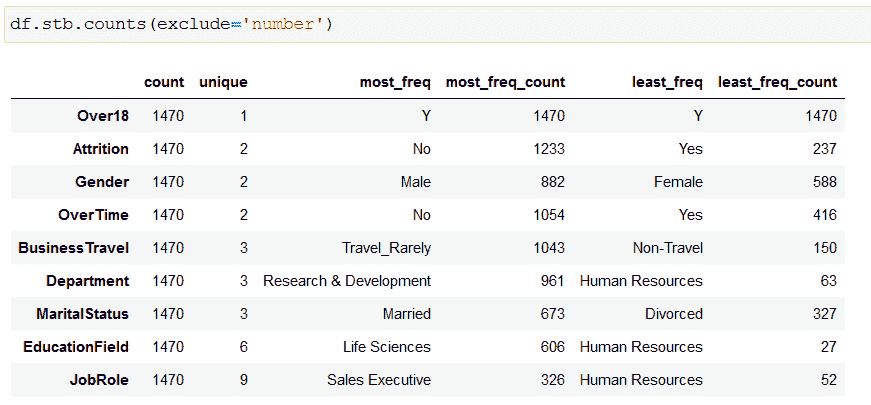 df.stb.counts(exclude='number')
count unique most_freq most_freq_count least_freq least_freq_count
Over18 1470 1 Y 1470 Y 1470
Attrition 1470 2 No 1233 Yes 237
Gender 1470 2 Male 882 Female 588
OverTime 1470 2 No 1054 Yes 416
BusinessTravel 1470 3 Travel_Rarely 1043 Non-Travel 150
Department 1470 3 Research & Development 961 Human Resources 63
MaritalStatus 1470 3 Married 673 Divorced 327
EducationField 1470 6 Life Sciences 606 Human Resources 27
JobRole 1470 9 Sales Executive 326 Human Resources 52